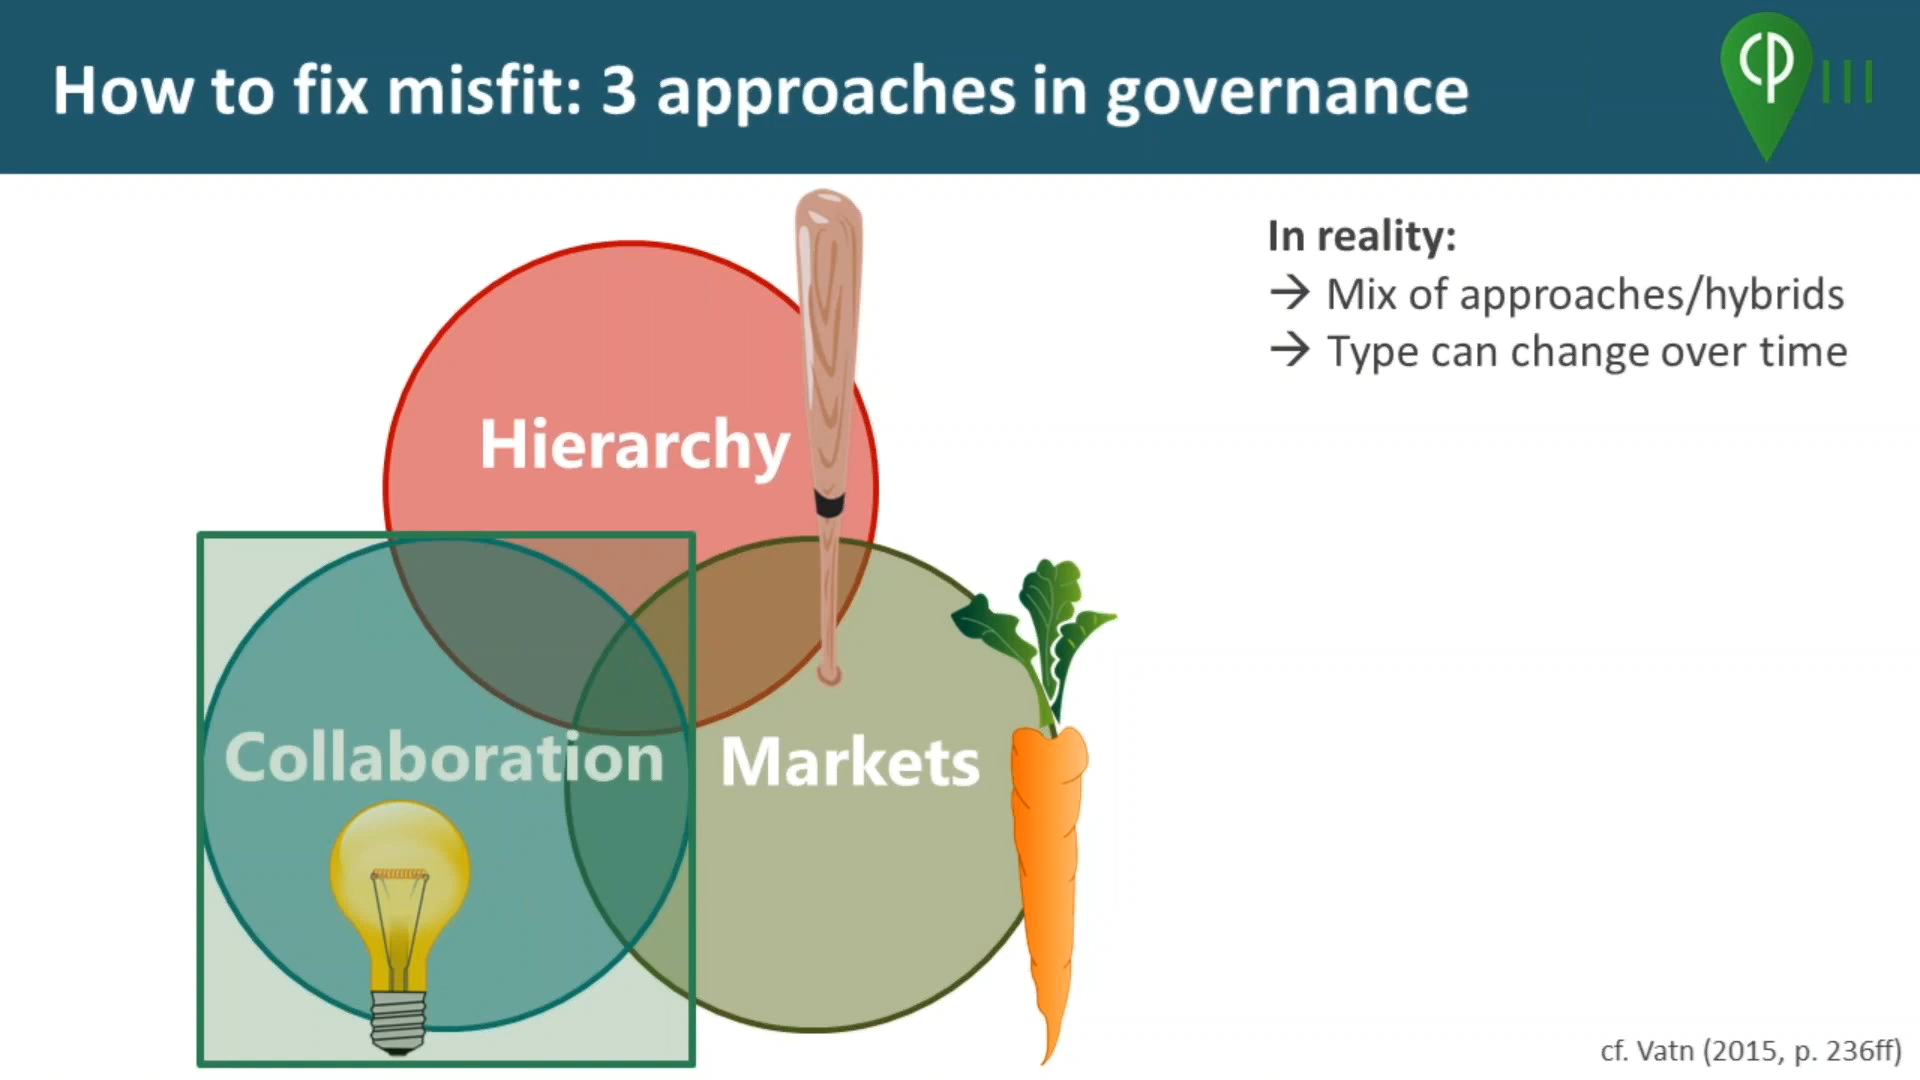 How to fix misfit: 3 approaches in governance
In reality:
→ Mix of approaches/hybrids
→ Type can change over time
Hierarchy
Collaboration
Markets
cf. Vatn (2015, p. 236ff)